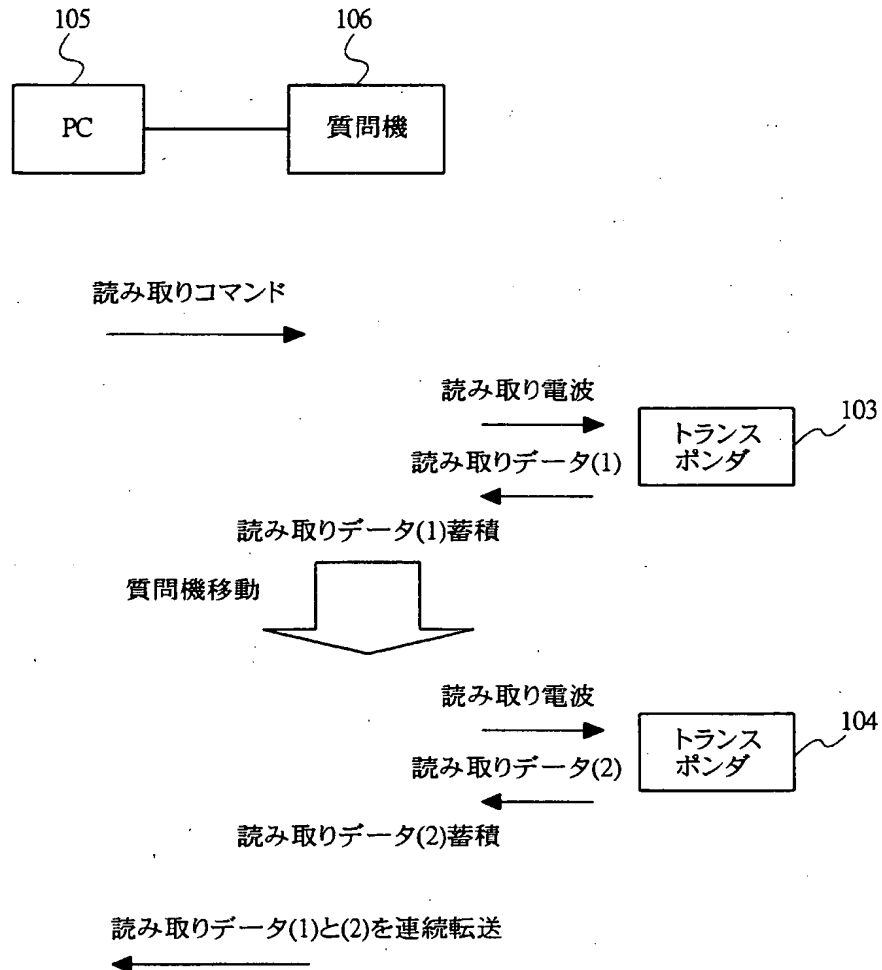 105
106
PC
質問機
読み取りコマンド
読み取り電波
103
トランス
ポンダ
読み取りデータ(1)
読み取りデータ(1)蓄積
質問機移動
読み取り電波
104
トランス
ポンダ
読み取りデータ(2)
読み取りデータ(2)蓄積
読み取りデータ(1)と(2)を連続転送